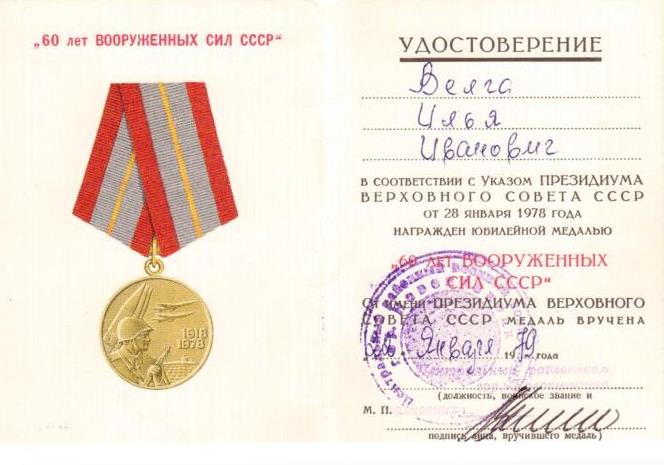 „60 лет ВООРУЖЕННЫХ СИЛ СССР“
1918
1978
УДОСТОВЕРЕНИЕ
Велга
Илья
Иванович
В СООТВЕТСТВИИ С УКАЗОМ ПРЕЗИДИУМА
ВЕРХОВНОГО СОВЕТА СССР
ОТ 28 ЯНВАРЯ 1978 ГОДА
НАГРАЖДЕН ЮБИЛЕЙНОЙ МЕДАЛЬЮ
„60 ЛЕТ ВООРУЖЕННЫХ
СИЛ СССР“
ОТ ИМЕНИ ПРЕЗИДИУМА ВЕРХОВНОГО
СОВЕТА СССР МЕДАЛЬ ВРУЧЕНА
Января 1979 года
(должность, воинское звание и
М. П.
подпись лица, вручившего медаль)